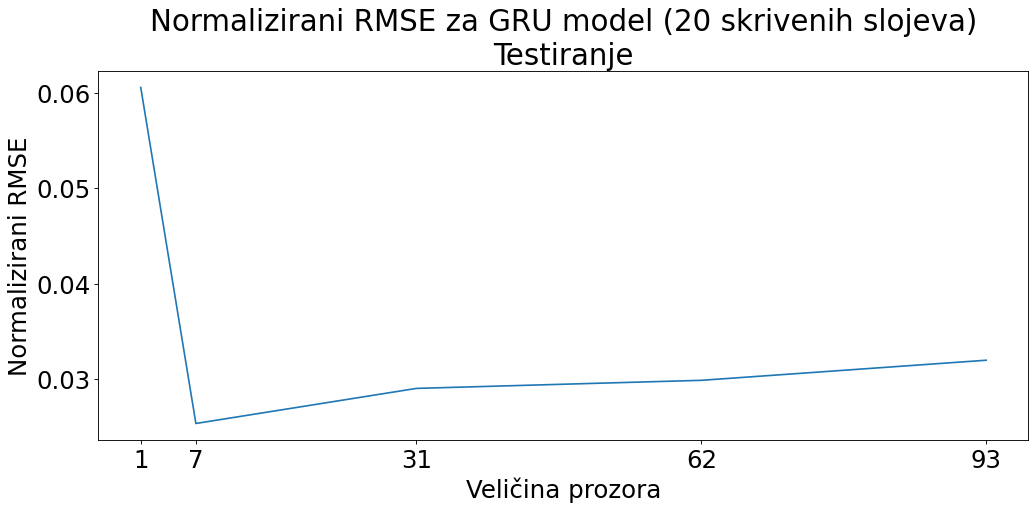 Normalizirani RMSE za GRU model (20 skrivenih slojeva)
Testiranje
Normalizirani RMSE
0.06
0.05
0.04
0.03
1 7 31 62 93
Veličina prozora